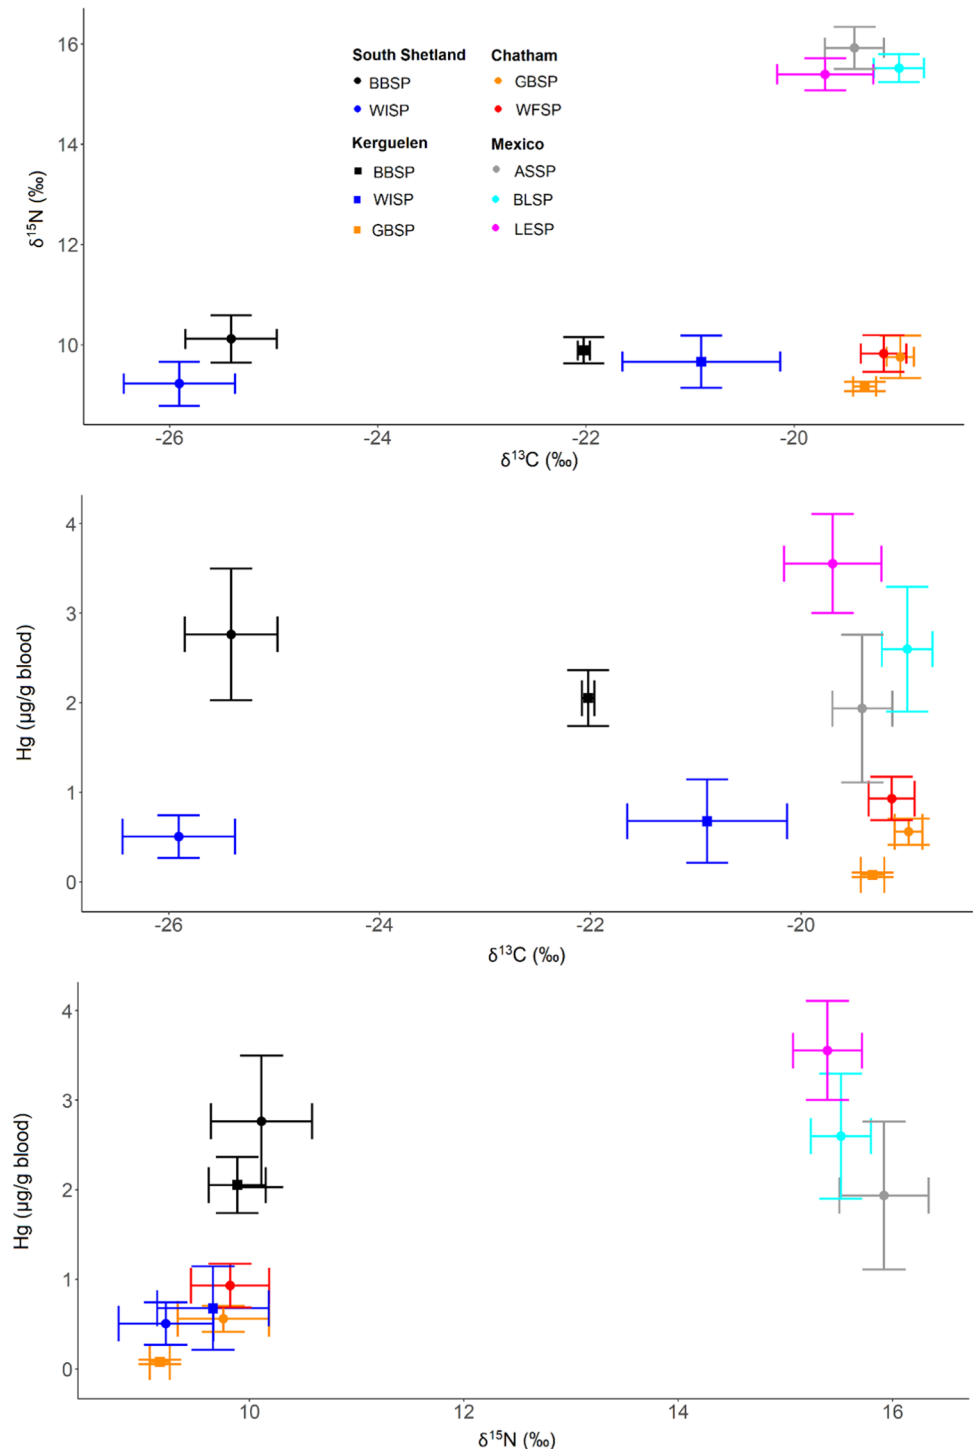 16
14
12
10
δ15N (‰)
South Shetland Chatham
BBSP GBSP
WISP WFSP
Kerguelen Mexico
BBSP ASSP
WISP BLSP
GBSP LESP
-26 -24 -22 -20
δ13C (‰)
4
3
2
1
0
Hg (µg/g blood)
-26 -24 -22 -20
δ13C (‰)
4
3
2
1
0
Hg (µg/g blood)
10 12 14 16
δ15N (‰)